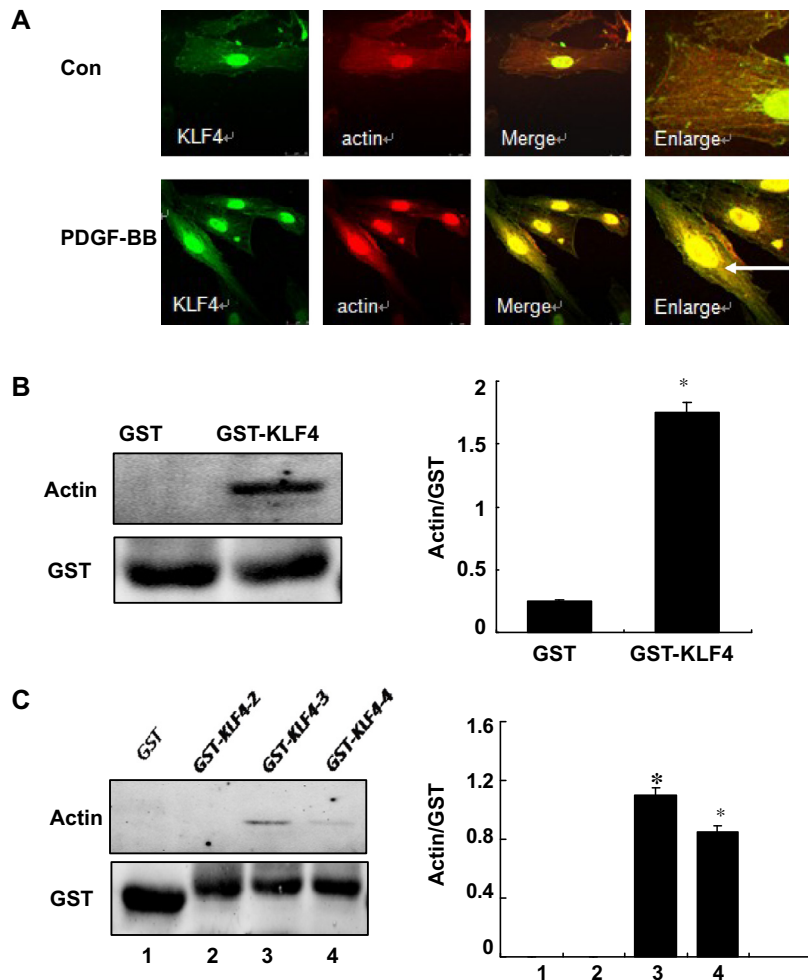 A
Con
KLF4↵
actin↵
Merge↵
Enlarge↵
PDGF-BB
KLF4↵
actin↵
Merge↵
Enlarge↵
B
GST GST-KLF4
Actin
GST
Actin/GST
2
1.5
1
0.5
0
*
GST GST-KLF4
C
GST GST-KLF4-2 GST-KLF4-3 GST-KLF4-4
Actin
GST
1 2 3 4
Actin/GST
1.6
1.2
0.8
0.4
0
* *
1 2 3 4